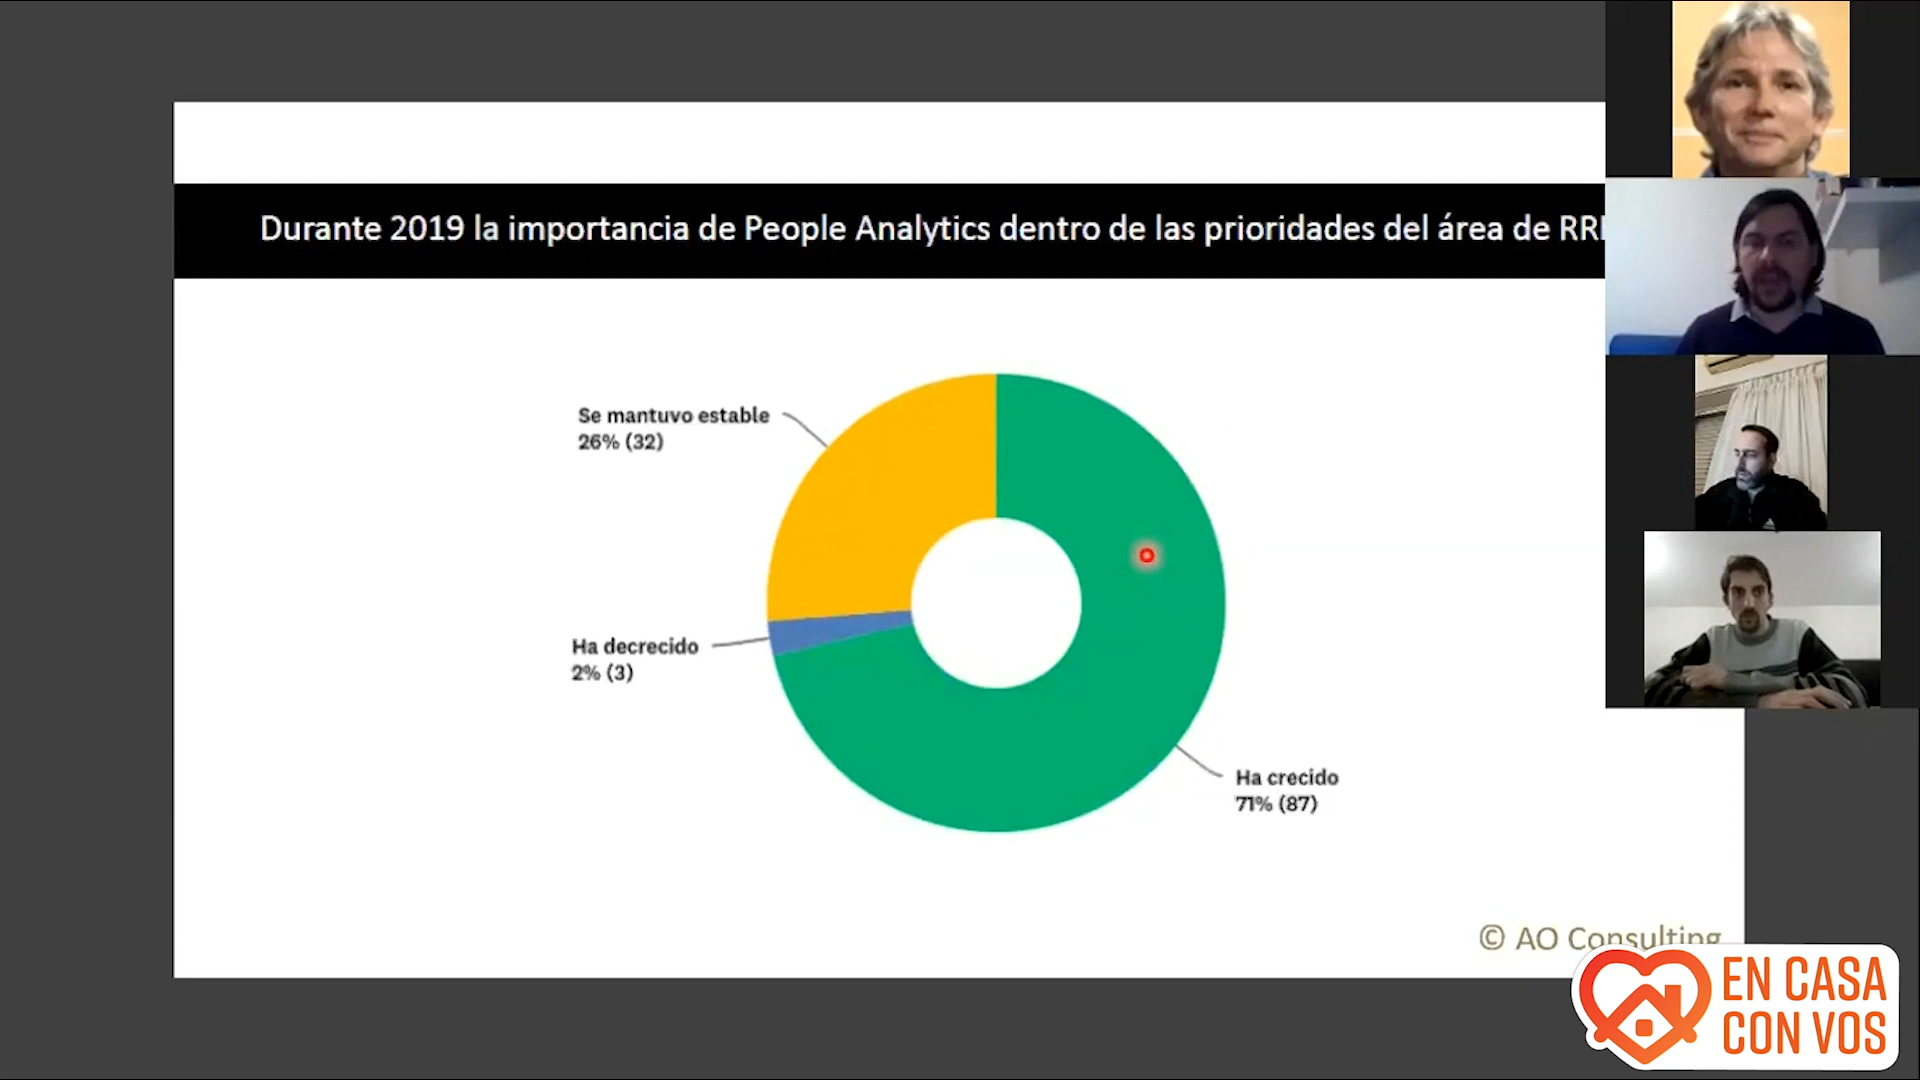 Durante 2019 la importancia de People Analytics dentro de las prioridades del área de
Se mantuvo estable
26% (32)
Ha decrecido
2% (3)
Ha crecido
71% (87)
© AO Consulting
EN CASA
CON VOS